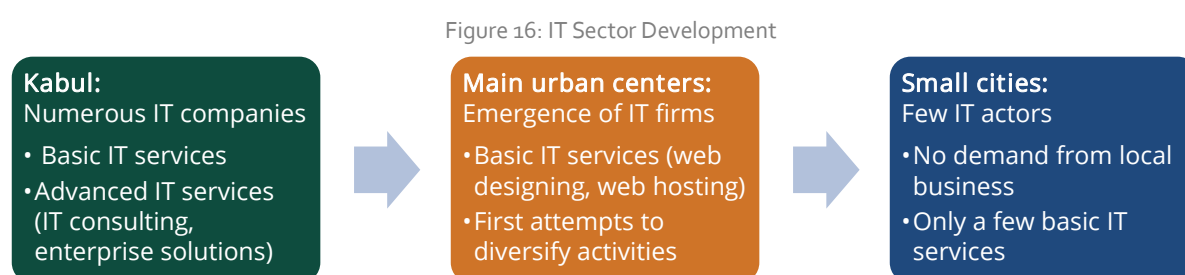 Figure 16: IT Sector Development
Kabul:
Numerous IT companies
• Basic IT services
•Advanced IT services
(IT consulting,
enterprise solutions)
Main urban centers:
Emergence of IT firms
•Basic IT services (web
designing, web hosting)
•First attempts to
diversify activities
Small cities:
Few IT actors
•No demand from local
business
•Only a few basic IT
services